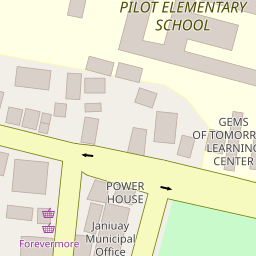 PILOT ELEMENTARY
SCHOOL
GEMS
OF TOMORR
LEARNING
CENTER
POWER
HOUSE
Janiuay
Municipal
Office
Forevermore